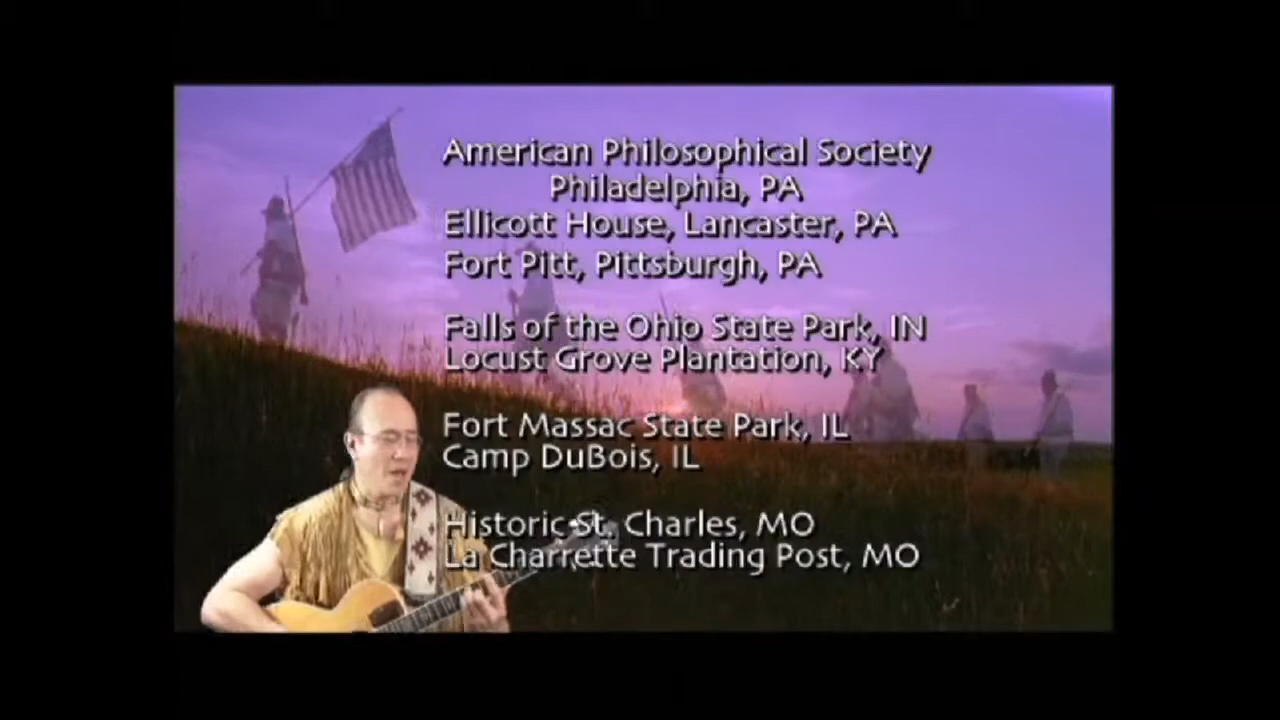 American Philosophical Society
Philadelphia, PA
Ellicott House, Lancaster, PA
Fort Pitt, Pittsburgh, PA
Falls of the Ohio State Park, IN
Locust Grove Plantation, KY
Fort Massac State Park, IL
Camp DuBois, IL
Historic St. Charles, MO
La Charrette Trading Post, MO